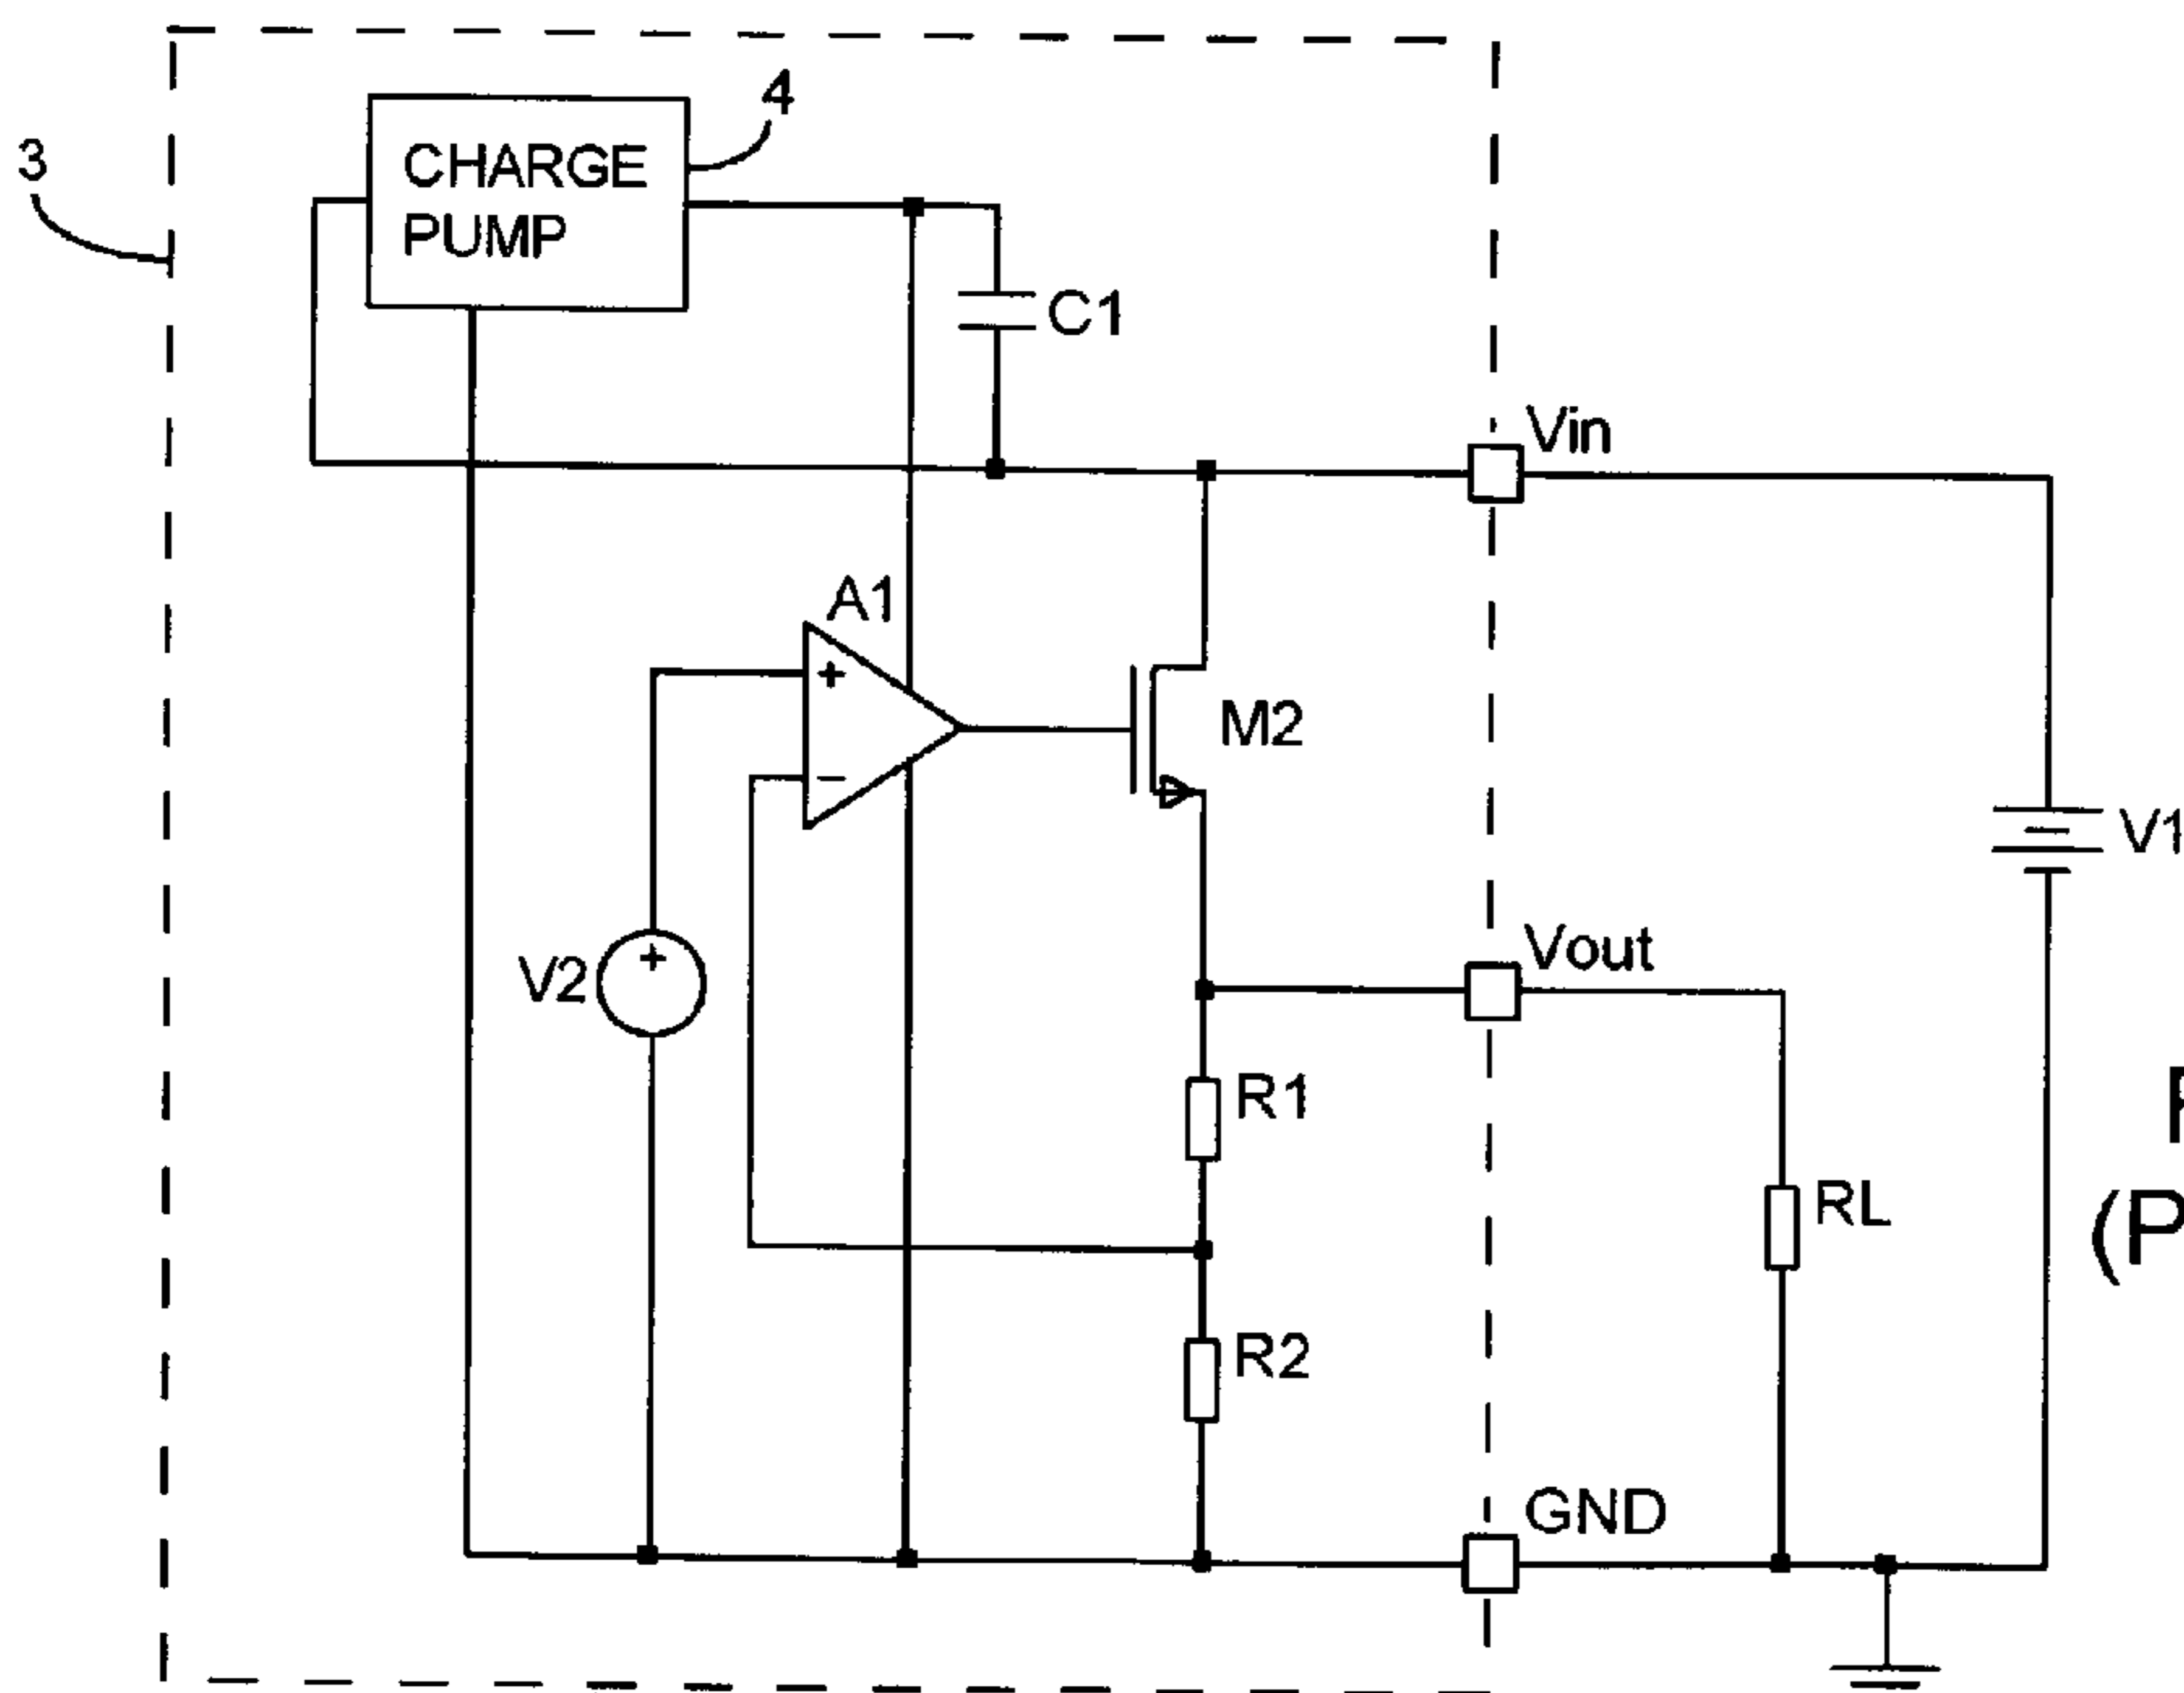 4
3
CHARGE
PUMP
C1
Vin
A1
+
M2
−
V1
Vout
V2
+
R1
RL
(P
R2
GND